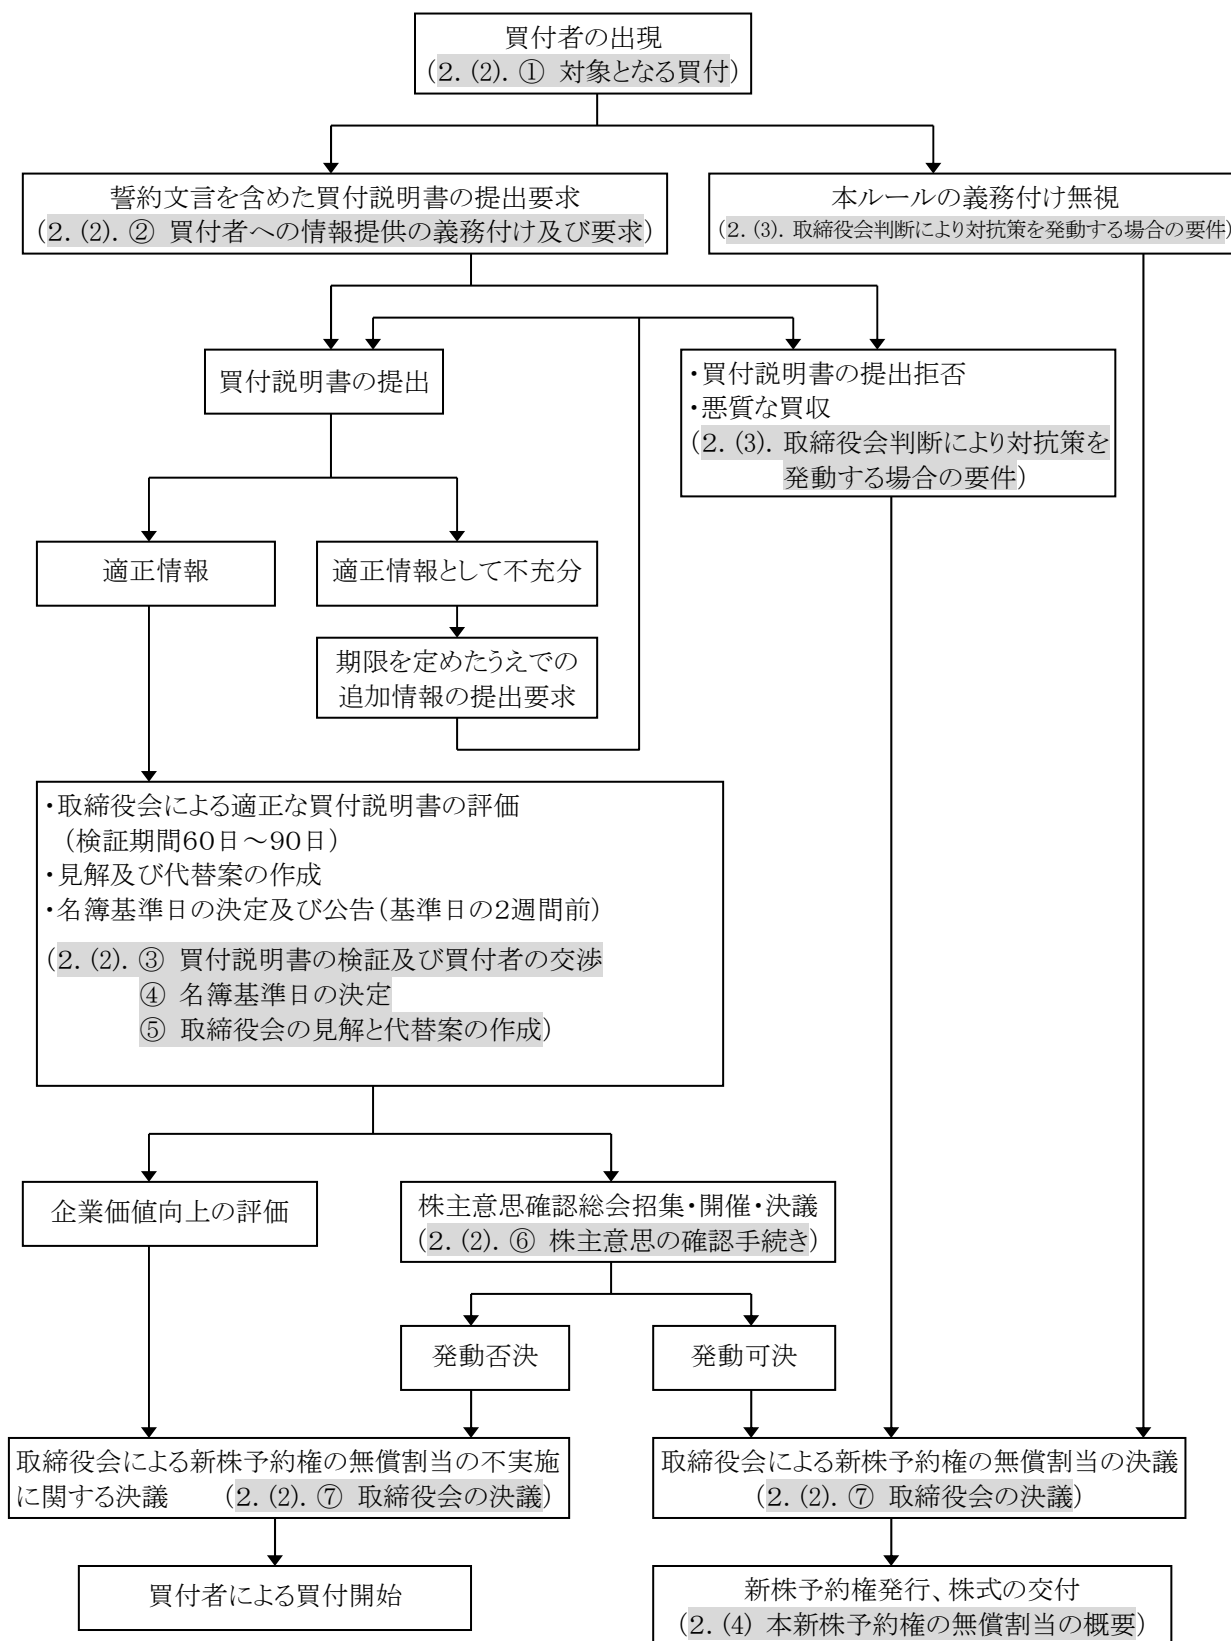 買付者の出現
(2. (2). ① 対象となる買付)
誓約文言を含めた買付説明書の提出要求
(2. (2). ② 買付者への情報提供の義務付け及び要求)
本ルールの義務付け無視
(2. (3). 取締役会判断により対抗策を発動する場合の要件)
買付説明書の提出
・買付説明書の提出拒否
・悪質な買収
(2. (3). 取締役会判断により対抗策を
発動する場合の要件)
適正情報
適正情報として不充分
期限を定めたうえでの
追加情報の提出要求
・取締役会による適正な買付説明書の評価
(検証期間60日～90日)
・見解及び代替案の作成
・名簿基準日の決定及び公告(基準日の2週間前)
(2. (2). ③ 買付説明書の検証及び買付者の交渉
④ 名簿基準日の決定
⑤ 取締役会の見解と代替案の作成)
企業価値向上の評価
株主意思確認総会招集・開催・決議
(2. (2). ⑥ 株主意思の確認手続き)
発動否決
発動可決
取締役会による新株予約権の無償割当の不実施
に関する決議 (2. (2). ⑦ 取締役会の決議)
取締役会による新株予約権の無償割当の決議
(2. (2). ⑦ 取締役会の決議)
買付者による買付開始
新株予約権発行、株式の交付
(2. (4) 本新株予約権の無償割当の概要)